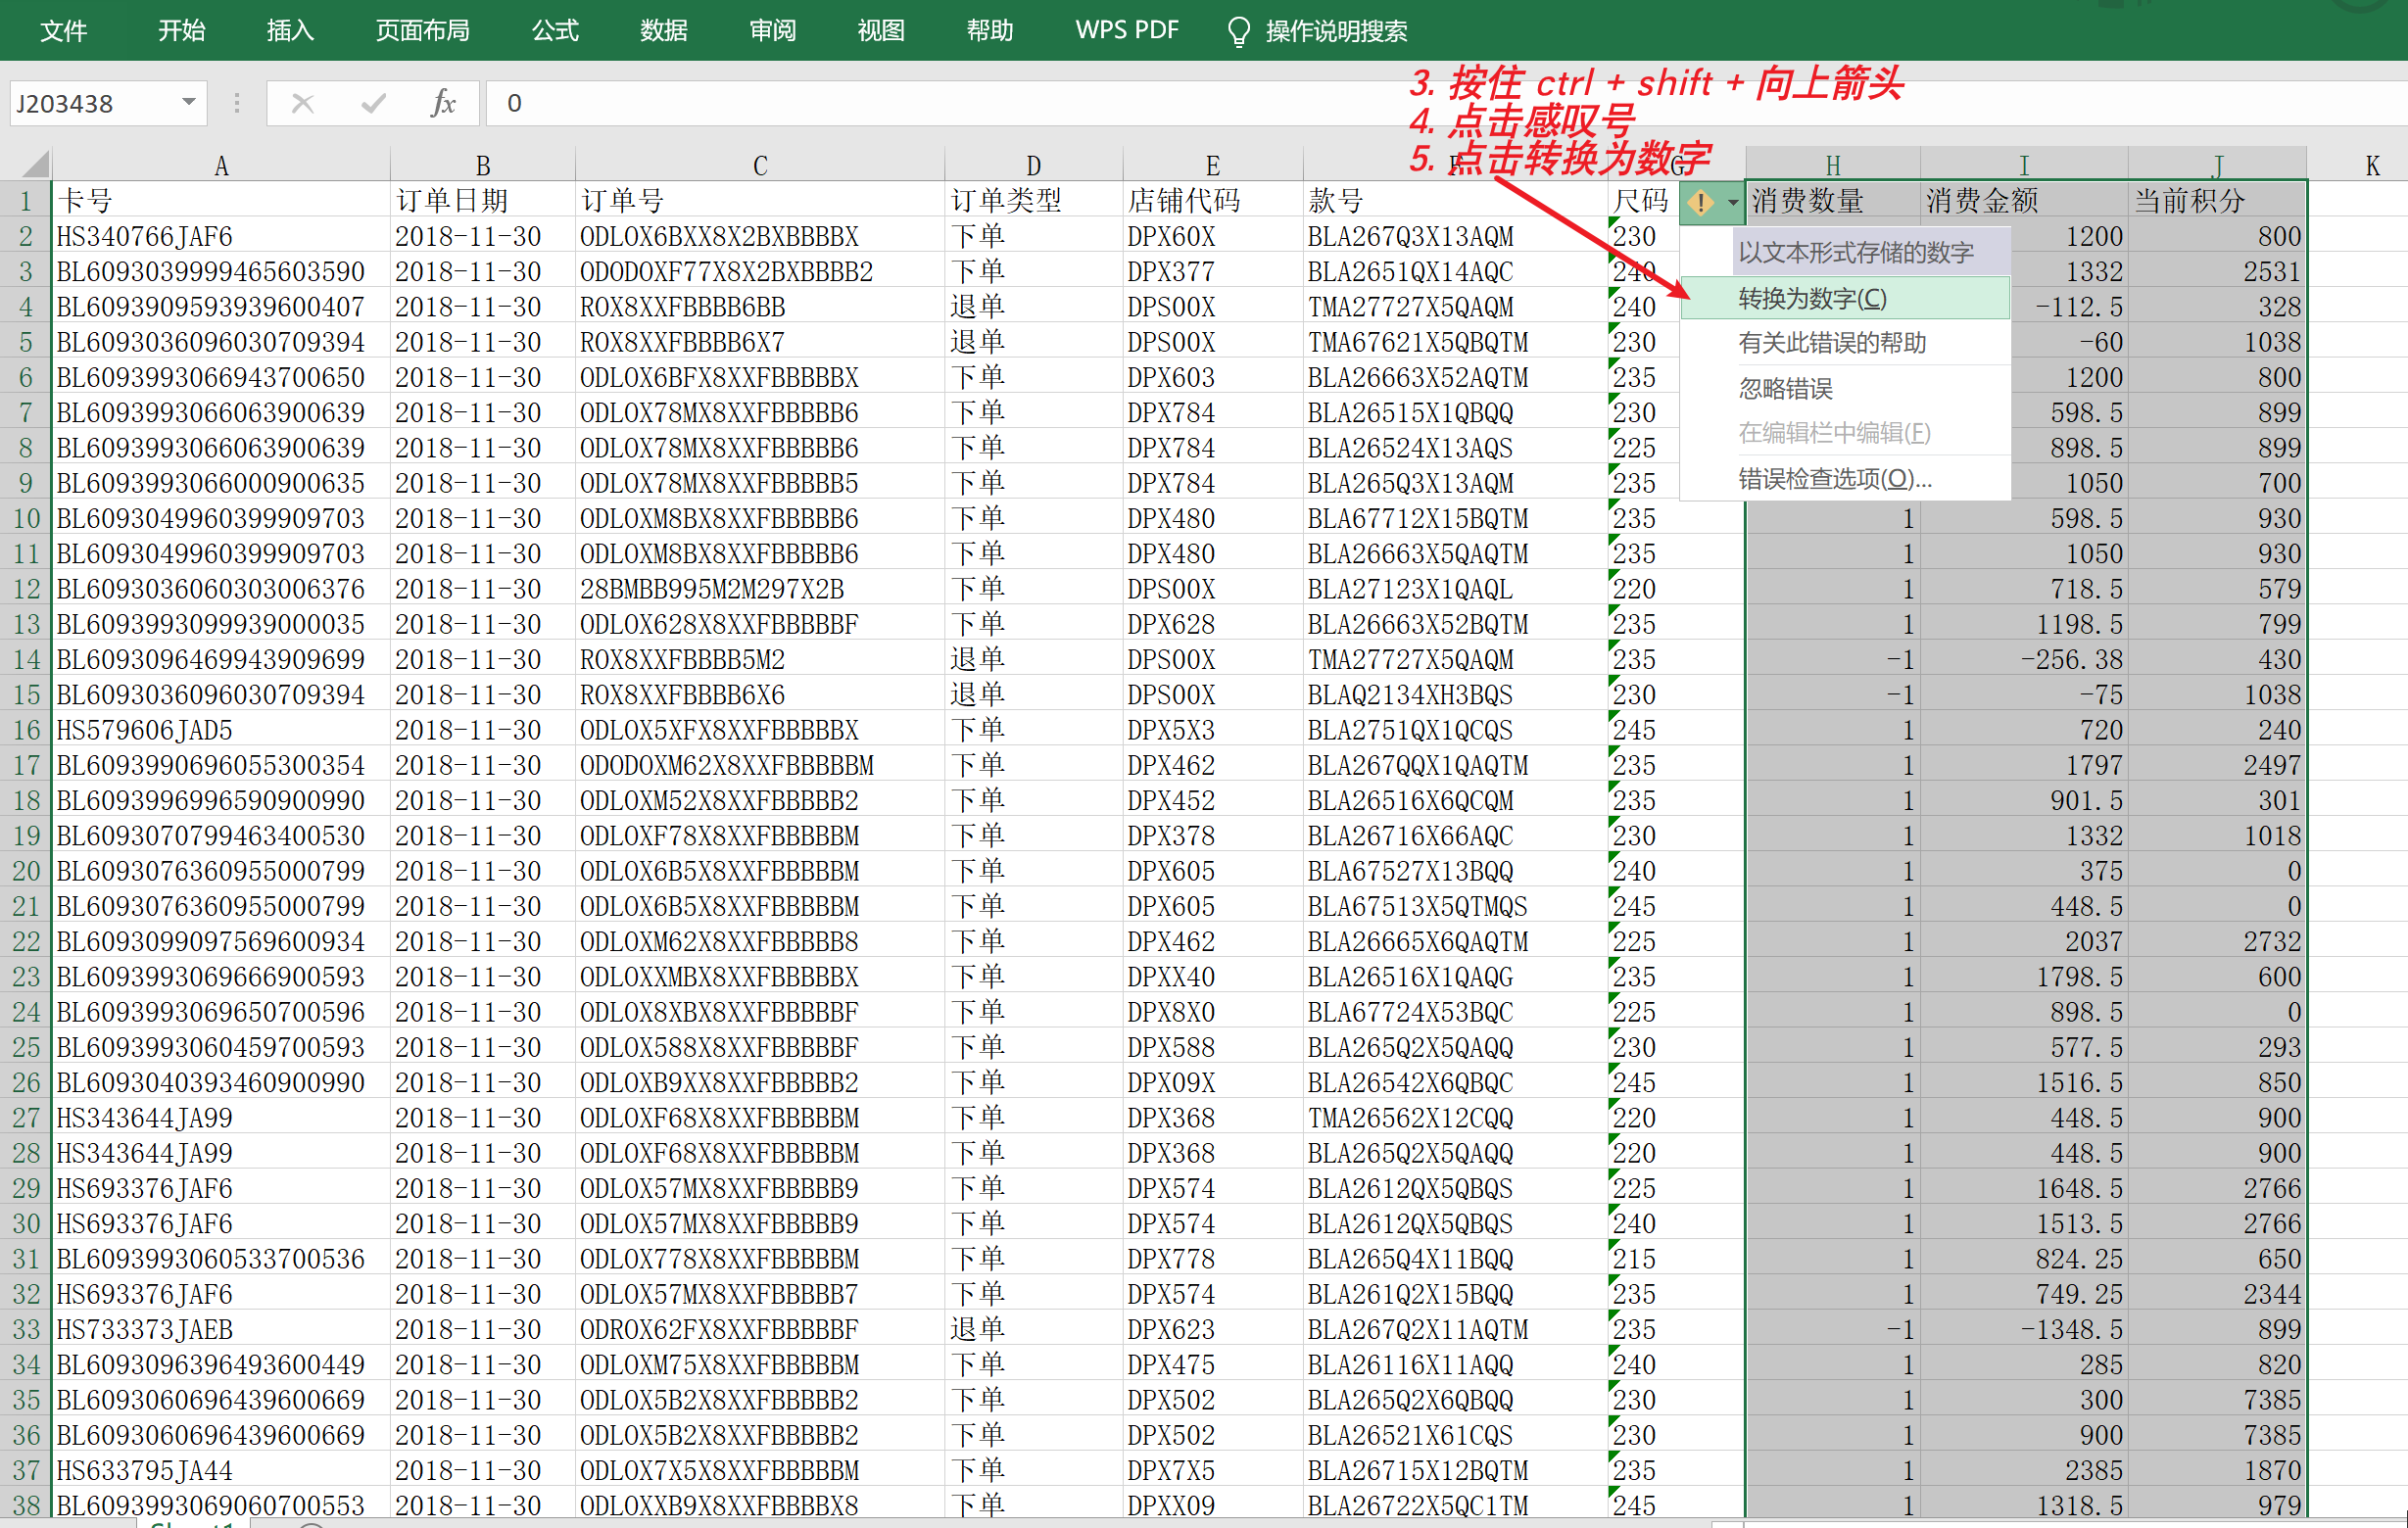 文件 开始 插入 页面布局 公式 数据 审阅 视图 帮助 WPS PDF 操作说明搜索
J203438 fx 0
3. 按住 ctrl + shift + 向上箭头
4. 点击感叹号
5. 点击转换为数字
A B C D E F G H I J K
1 卡号 订单日期 订单号 订单类型 店铺代码 款号 尺码 消费数量 消费金额 当前积分
2 HS340766JAF6 2018-11-30 ODLOX6BXX8X2BXBBBBX 下单 DPX60X BLA267Q3X13AQM 230 1200 800
3 BL6093039999465603590 2018-11-30 ODODOXF77X8X2BXBBBB2 下单 DPX377 BLA2651QX14AQC 240 1332 2531
4 BL6093909593939600407 2018-11-30 ROX8XXFBBBB6BB 退单 DPS00X TMA27727X5QAQM 240 -112.5 328
5 BL6093036096030709394 2018-11-30 ROX8XXFBBBB6X7 退单 DPS00X TMA67621X5QBQTM 230 -60 1038
6 BL6093993066943700650 2018-11-30 ODLOX6BFX8XXFBBBBBX 下单 DPX603 BLA26663X52AQTM 235 1200 800
7 BL6093993066063900639 2018-11-30 ODLOX78MX8XXFBBBBB6 下单 DPX784 BLA26515X1QBQQ 230 598.5 899
8 BL6093993066063900639 2018-11-30 ODLOX78MX8XXFBBBBB6 下单 DPX784 BLA26524X13AQS 225 898.5 899
9 BL6093993066000900635 2018-11-30 ODLOX78MX8XXFBBBBB5 下单 DPX784 BLA265Q3X13AQM 235 1050 700
以文本形式存储的数字
转换为数字(C)
有关此错误的帮助
忽略错误
在编辑栏中编辑(F)
错误检查选项(O)...
10 BL6093049960399909703 2018-11-30 ODLOXM8BX8XXFBBBBB6 下单 DPX480 BLA67712X15BQTM 235 1 598.5 930
11 BL6093049960399909703 2018-11-30 ODLOXM8BX8XXFBBBBB6 下单 DPX480 BLA26663X5QAQTM 235 1 1050 930
12 BL6093036060303006376 2018-11-30 28BMBB995M2M297X2B 下单 DPS00X BLA27123X1QAQL 220 1 718.5 579
13 BL6093993099939000035 2018-11-30 ODLOX628X8XXFBBBBBF 下单 DPX628 BLA26663X52BQTM 235 1 1198.5 799
14 BL6093096469943909699 2018-11-30 ROX8XXFBBBB5M2 退单 DPS00X TMA27727X5QAQM 235 -1 -256.38 430
15 BL6093036096030709394 2018-11-30 ROX8XXFBBBB6X6 退单 DPS00X BLAQ2134XH3BQS 230 -1 -75 1038
16 HS579606JAD5 2018-11-30 ODLOX5XFX8XXFBBBBBX 下单 DPX5X3 BLA2751QX1QCQS 245 1 720 240
17 BL6093990696055300354 2018-11-30 ODODOXM62X8XXFBBBBBM 下单 DPX462 BLA267QQX1QAQTM 235 1 1797 2497
18 BL6093996996590900990 2018-11-30 ODLOXM52X8XXFBBBBB2 下单 DPX452 BLA26516X6QCQM 235 1 901.5 301
19 BL6093070799463400530 2018-11-30 ODLOXF78X8XXFBBBBBM 下单 DPX378 BLA26716X66AQC 230 1 1332 1018
20 BL6093076360955000799 2018-11-30 ODLOX6B5X8XXFBBBBBM 下单 DPX605 BLA67527X13BQQ 240 1 375 0
21 BL6093076360955000799 2018-11-30 ODLOX6B5X8XXFBBBBBM 下单 DPX605 BLA67513X5QTMQS 245 1 448.5 0
22 BL6093099097569600934 2018-11-30 ODLOXM62X8XXFBBBBB8 下单 DPX462 BLA26665X6QAQTM 225 1 2037 2732
23 BL6093993069666900593 2018-11-30 ODLOXXMBX8XXFBBBBBX 下单 DPXX40 BLA26516X1QAQG 235 1 1798.5 600
24 BL6093993069650700596 2018-11-30 ODLOX8XBX8XXFBBBBBF 下单 DPX8X0 BLA67724X53BQC 225 1 898.5 0
25 BL6093993060459700593 2018-11-30 ODLOX588X8XXFBBBBBF 下单 DPX588 BLA265Q2X5QAQQ 230 1 577.5 293
26 BL6093040393460900990 2018-11-30 ODLOXB9XX8XXFBBBBB2 下单 DPX09X BLA26542X6QBQC 245 1 1516.5 850
27 HS343644JA99 2018-11-30 ODLOXF68X8XXFBBBBBM 下单 DPX368 TMA26562X12CQQ 220 1 448.5 900
28 HS343644JA99 2018-11-30 ODLOXF68X8XXFBBBBBM 下单 DPX368 BLA265Q2X5QAQQ 220 1 448.5 900
29 HS693376JAF6 2018-11-30 ODLOX57MX8XXFBBBBB9 下单 DPX574 BLA2612QX5QBQS 225 1 1648.5 2766
30 HS693376JAF6 2018-11-30 ODLOX57MX8XXFBBBBB9 下单 DPX574 BLA2612QX5QBQS 240 1 1513.5 2766
31 BL6093993060533700536 2018-11-30 ODLOX778X8XXFBBBBBM 下单 DPX778 BLA265Q4X11BQQ 215 1 824.25 650
32 HS693376JAF6 2018-11-30 ODLOX57MX8XXFBBBBB7 下单 DPX574 BLA261Q2X15BQQ 235 1 749.25 2344
33 HS733373JAEB 2018-11-30 ODROX62FX8XXFBBBBBF 退单 DPX623 BLA267Q2X11AQTM 235 -1 -1348.5 899
34 BL6093096396493600449 2018-11-30 ODLOXM75X8XXFBBBBBM 下单 DPX475 BLA26116X11AQQ 240 1 285 820
35 BL6093060696439600669 2018-11-30 ODLOX5B2X8XXFBBBBB2 下单 DPX502 BLA265Q2X6QBQQ 230 1 300 7385
36 BL6093060696439600669 2018-11-30 ODLOX5B2X8XXFBBBBB2 下单 DPX502 BLA26521X61CQS 230 1 900 7385
37 HS633795JA44 2018-11-30 ODLOX7X5X8XXFBBBBBM 下单 DPX7X5 BLA26715X12BQTM 235 1 2385 1870
38 BL6093993069060700553 2018-11-30 ODLOXXB9X8XXFBBBBX8 下单 DPXX09 BLA26722X5QC1TM 245 1 1318.5 979